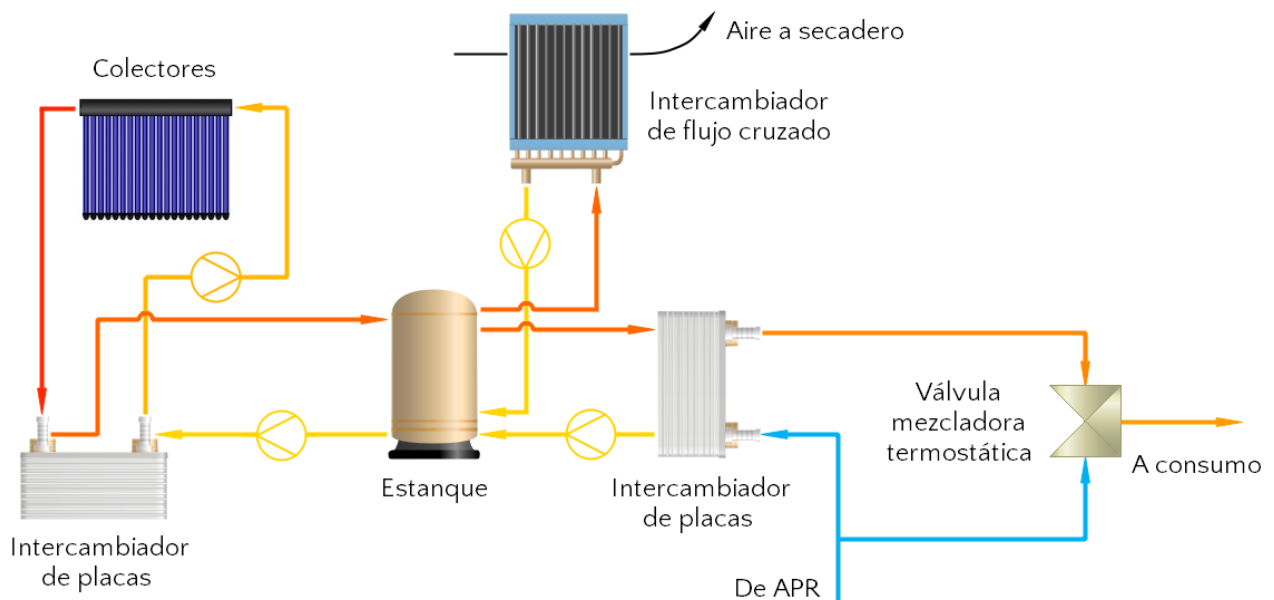 Aire a secadero
Colectores
Intercambiador
de flujo cruzado
Válvula
mezcladora
termostática
A consumo
Estanque
Intercambiador
de placas
Intercambiador
de placas
De APR